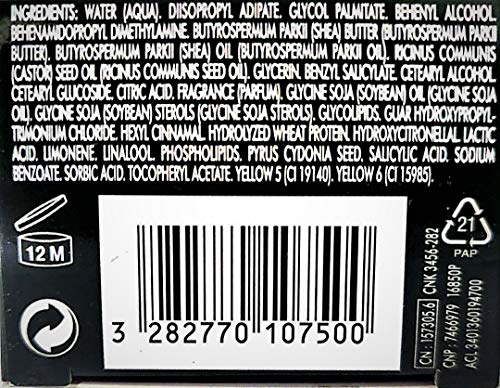 INGREDIENTS: WATER (AQUA). DIISOPROPYL ADIPATE. GLYCOL PALMITATE. BEHENYL ALCOHOL.
BEHENAMIDOPROPYL DIMETHYLAMINE. BUTYROSPERMUM PARKII (SHEA) BUTTER (BUTYROSPERMUM PARKII
BUTTER). BUTYROSPERMUM PARKII (SHEA) OIL (BUTYROSPERMUM PARKII OIL). RICINUS COMMUNIS
(CASTOR) SEED OIL (RICINUS COMMUNIS SEED OIL). GLYCERIN. BENZYL SALICYLATE. CETEARYL ALCOHOL.
CETEARYL GLUCOSIDE. CITRIC ACID. FRAGRANCE (PARFUM). GLYCINE SOJA (SOYBEAN) OIL (GLYCINE SOJA
OIL). GLYCINE SOJA (SOYBEAN) STEROLS (GLYCINE SOJA STEROLS). GLYCOLIPIDS. GUAR HYDROXYPROPYL-
TRIMONIUM CHLORIDE. HEXYL CINNAMAL. HYDROLYZED WHEAT PROTEIN. HYDROXYCITRONELLAL. LACTIC
ACID. LIMONENE. LINALOOL. PHOSPHOLIPIDS. PYRUS CYDONIA SEED. SALICYLIC ACID. SODIUM
BENZOATE. SORBIC ACID. TOCOPHERYL ACETATE. YELLOW 5 (CI 19140). YELLOW 6 (CI 15985).
12 M
3 282770 107500
CN : 157305.6 CNK 3456-282
CNP : 7466979 16850P
ACL 3401360194700
21
PAP